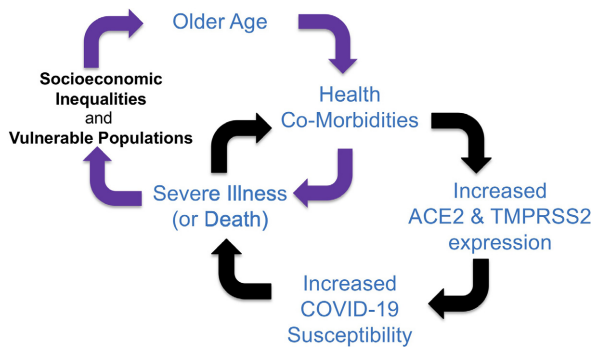 Older Age
Socioeconomic
Inequalities
and
Vulnerable Populations
Health
Co-Morbidities
Severe Illness
(or Death)
Increased
ACE2 & TMPRSS2
expression
Increased
COVID-19
Susceptibility